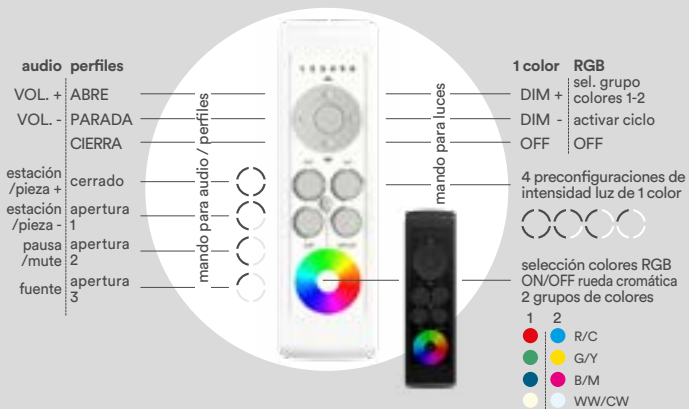 audio perfiles
VOL. + ABRE
VOL. - PARADA
CIERRA
estación
/pieza +
cerrado
estación
/pieza -
apertura
1
pausa
/mute
apertura
2
fuente
apertura
3
mando para audio / perfiles
mando para luces
1 color RGB
DIM +
sel. grupo
colores 1-2
DIM - activar ciclo
OFF OFF
4 preconfiguraciones de
intensidad luz de 1 color
selección colores RGB
ON/OFF rueda cromática
2 grupos de colores
1 2
R/C
G/Y
B/M
WW/CW